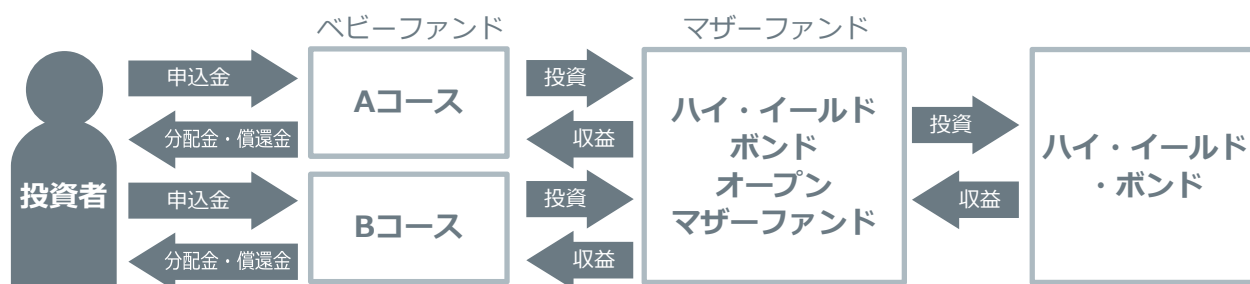 ベビーファンド
マザーファンド
投資者
申込金
分配金・償還金
申込金
分配金・償還金
Aコース
Bコース
投資
収益
投資
収益
ハイ・イールド
ボンド
オープン
マザーファンド
投資
収益
ハイ・イールド
・ボンド